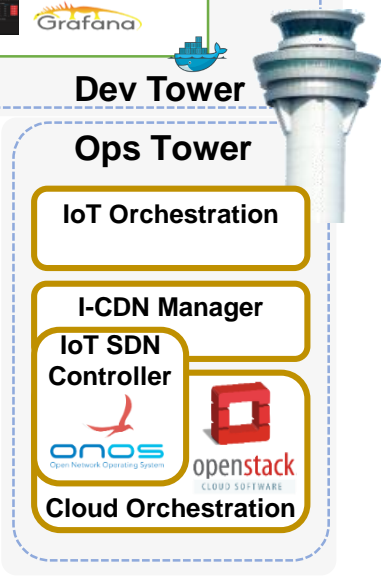 Grafana
Dev Tower
Ops Tower
IoT Orchestration
I-CDN Manager
IoT SDN
Controller
onos
Open Network Operating System
openstack
CLOUD SOFTWARE
Cloud Orchestration